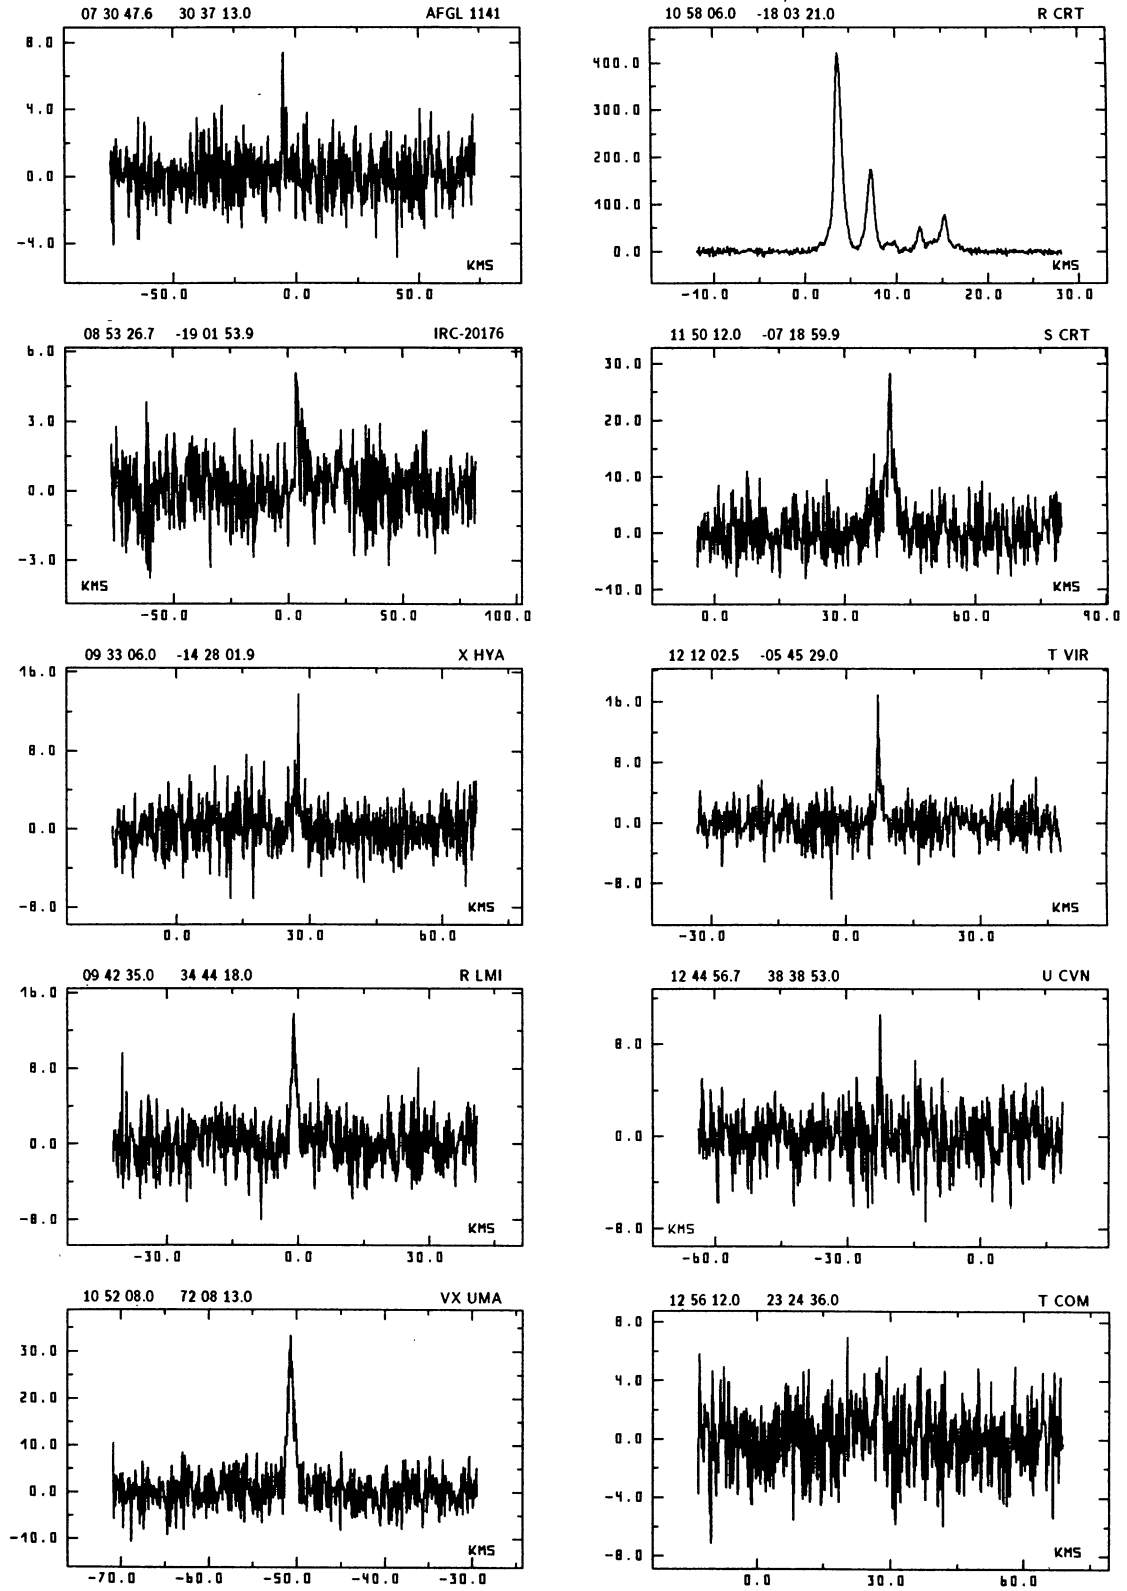 07 30 47.6 30 37 13.0 AFGL 1141
8.0
4.0
0.0
-4.0
KMS
-50.0 0.0 50.0
10 58 06.0 -18 03 21.0 R CRT
400.0
300.0
200.0
100.0
0.0
KMS
-10.0 0.0 10.0 20.0 30.0
08 53 26.7 -19 01 53.9 IRC-20176
6.0
3.0
0.0
-3.0
KMS
-50.0 0.0 50.0 100.0
11 50 12.0 -07 18 59.9 S CRT
30.0
20.0
10.0
0.0
-10.0
KMS
0.0 30.0 60.0 90.0
09 33 06.0 -14 28 01.9 X HYA
16.0
8.0
0.0
-8.0
KMS
0.0 30.0 60.0
12 12 02.5 -05 45 29.0 T VIR
16.0
8.0
0.0
-8.0
KMS
-30.0 0.0 30.0
09 42 35.0 34 44 18.0 R LMI
16.0
8.0
0.0
-8.0
KMS
-30.0 0.0 30.0
12 44 56.7 38 38 53.0 U CVN
8.0
0.0
-8.0
KMS
-60.0 -30.0 0.0
10 52 08.0 72 08 13.0 VX UMA
30.0
20.0
10.0
0.0
-10.0
KMS
-70.0 -60.0 -50.0 -40.0 -30.0
12 56 12.0 23 24 36.0 T COM
8.0
4.0
0.0
-4.0
-8.0
KMS
0.0 30.0 60.0